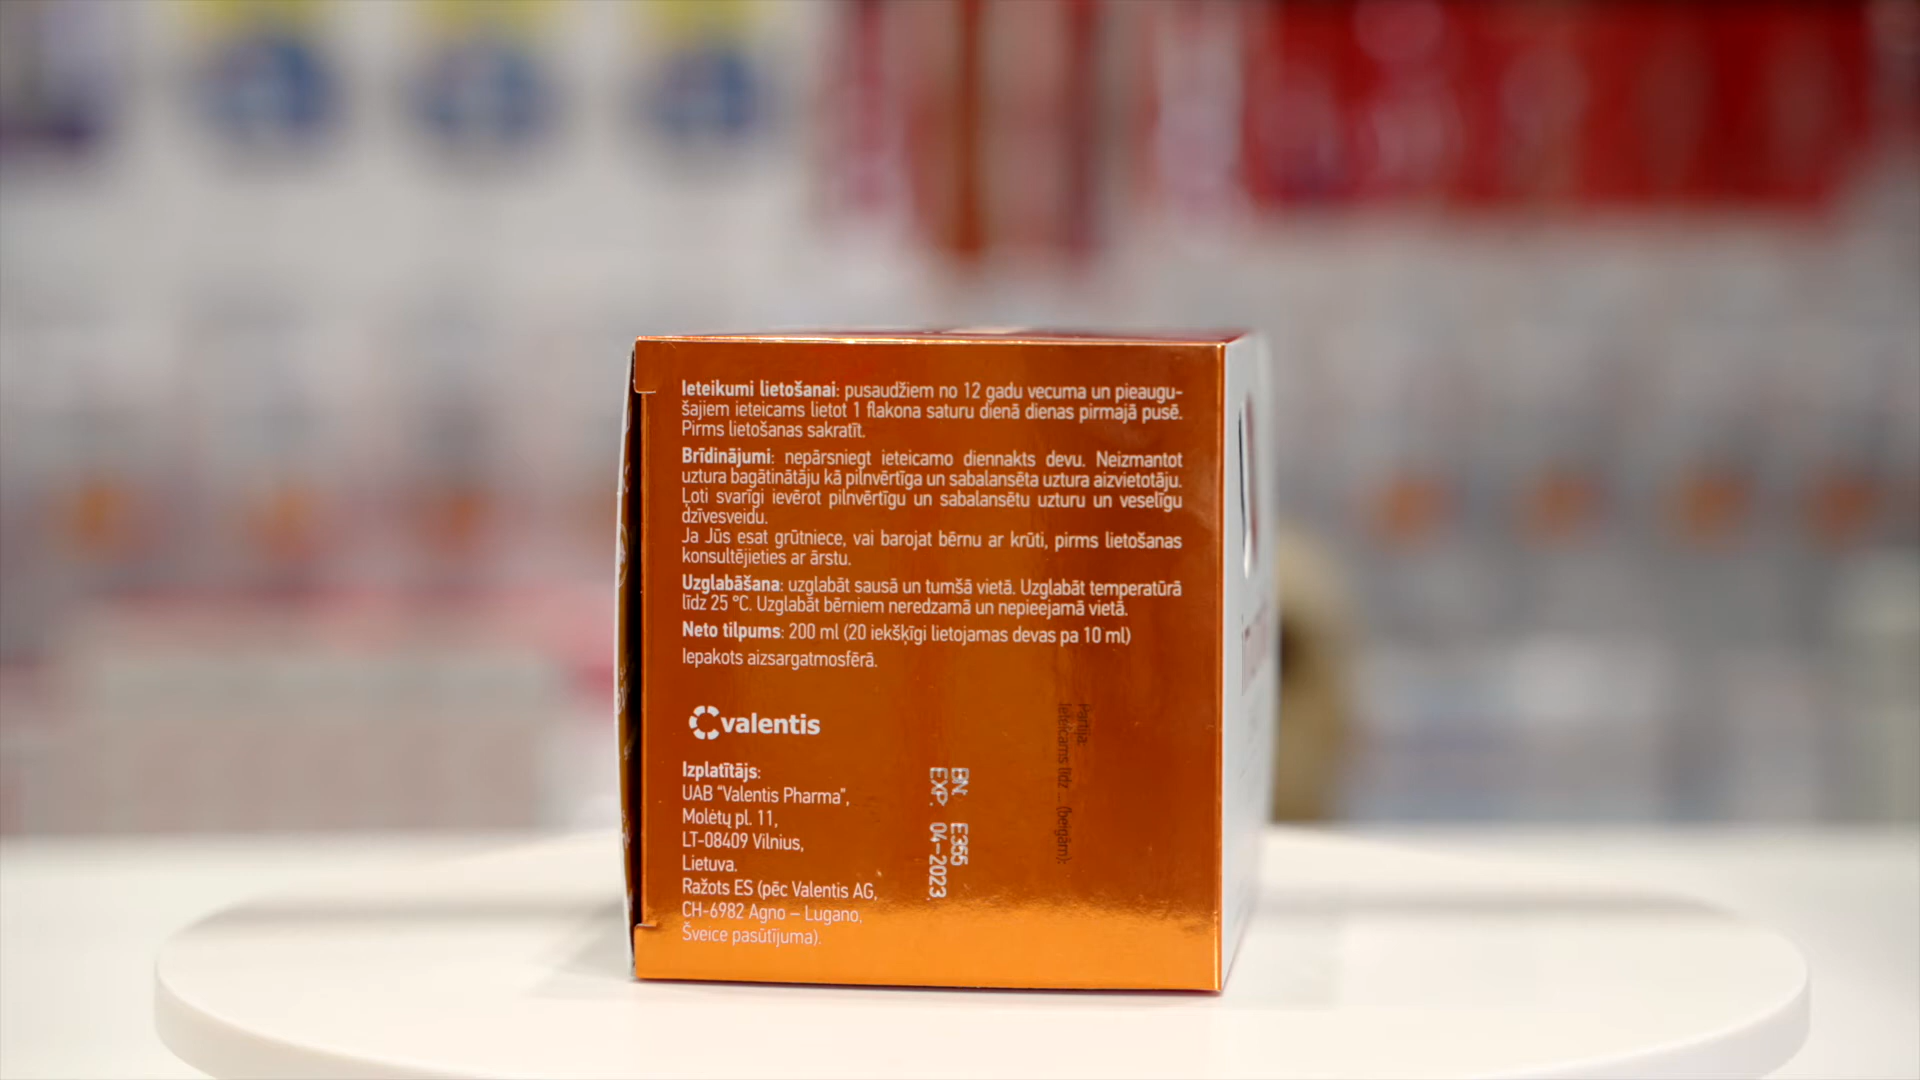 Ieteikumi lietošanai: pusaudžiem no 12 gadu vecuma un pieaugu-
šajiem ieteicams lietot 1 flakona saturu dienā dienas pirmajā pusē.
Pirms lietošanas sakratīt.
Brīdinājumi: nepārsniegt ieteicamo diennakts devu. Neizmantot
uztura bagātinātāju kā pilnvērtīga un sabalansēta uztura aizvietotāju.
Ļoti svarīgi ievērot pilnvērtīgu un sabalansētu uzturu un veselīgu
dzīvesveidu.
Ja Jūs esat grūtniece, vai barojat bērnu ar krūti, pirms lietošanas
konsultējieties ar ārstu.
Uzglabāšana: uzglabāt sausā un tumšā vietā. Uzglabāt temperatūrā
līdz 25 °C. Uzglabāt bērniem neredzamā un nepieejamā vietā.
Neto tilpums: 200 ml (20 iekšķīgi lietojamas devas pa 10 ml)
Iepakots aizsargatmosfērā.
valentis
Izplatītājs:
UAB “Valentis Pharma”,
Molėtų pl. 11,
LT-08409 Vilnius,
Lietuva.
Ražots ES (pēc Valentis AG,
CH-6982 Agno – Lugano,
Šveice pasūtījuma).
BN. E355
EXP. 04-2023.
Partija:
Ieteicams līdz ... (beigām):